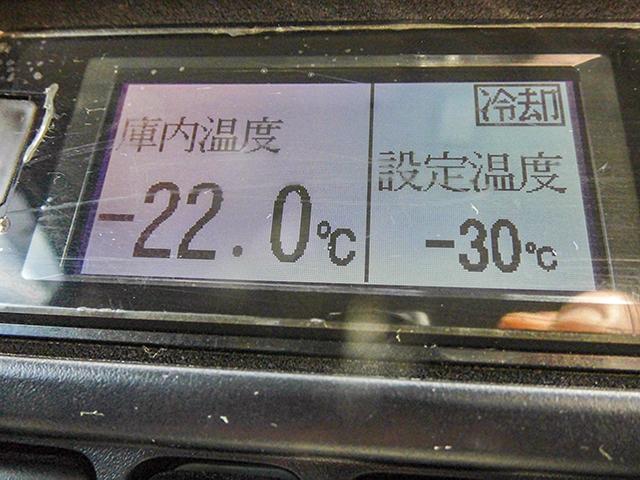 庫内温度
-22.0℃
冷却
設定温度
-30℃